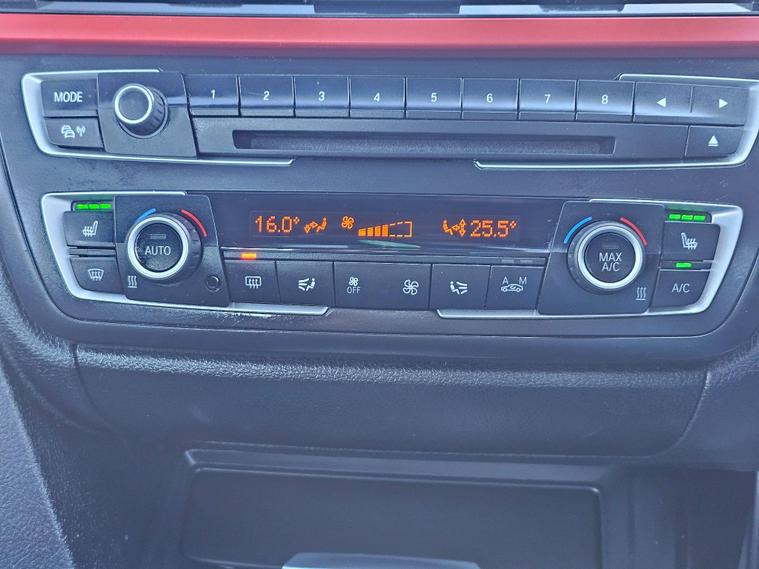 MODE 1 2 3 4 5 6 7 8
16.0° 25.5°
AUTO MAX A/C
OFF A M A/C